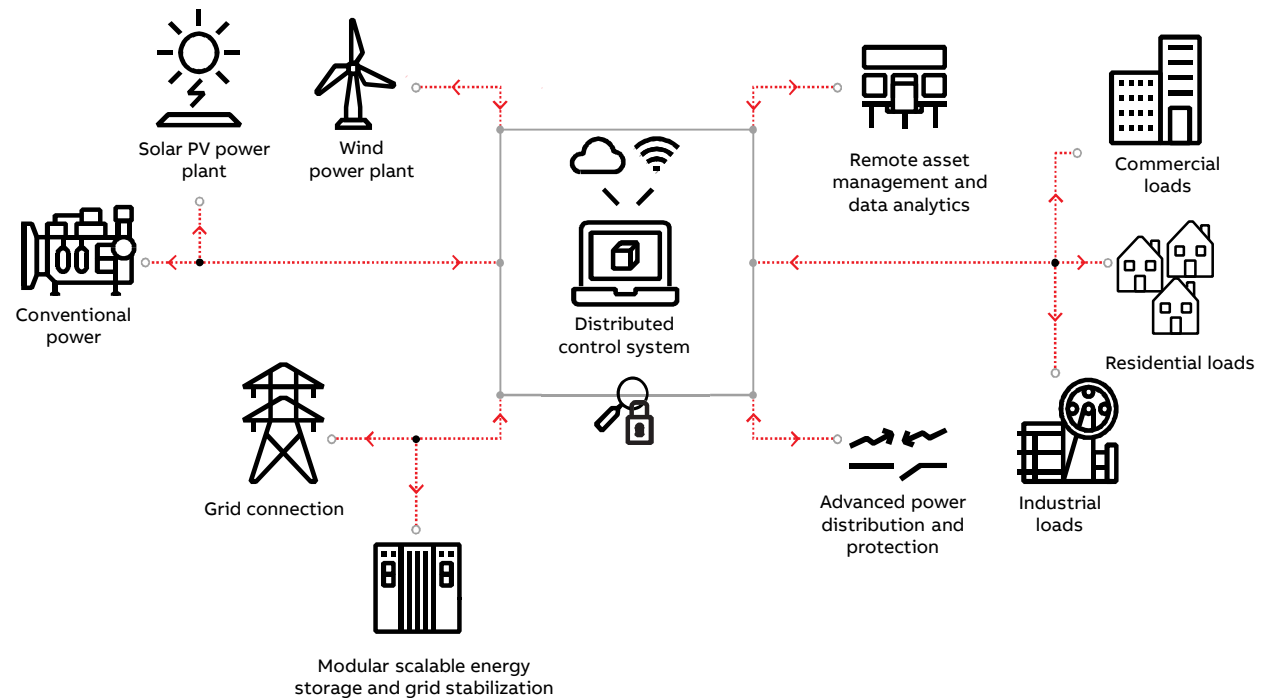 Solar PV power
plant
Wind
power plant
Remote asset
management and
data analytics
Commercial
loads
Conventional
power
Distributed
control system
Residential loads
Grid connection
Advanced power
distribution and
protection
Industrial
loads
Modular scalable energy
storage and grid stabilization